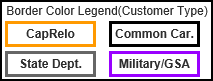 Border Color Legend(Customer Type)
CapRelo Common Car.
State Dept. Military/GSA